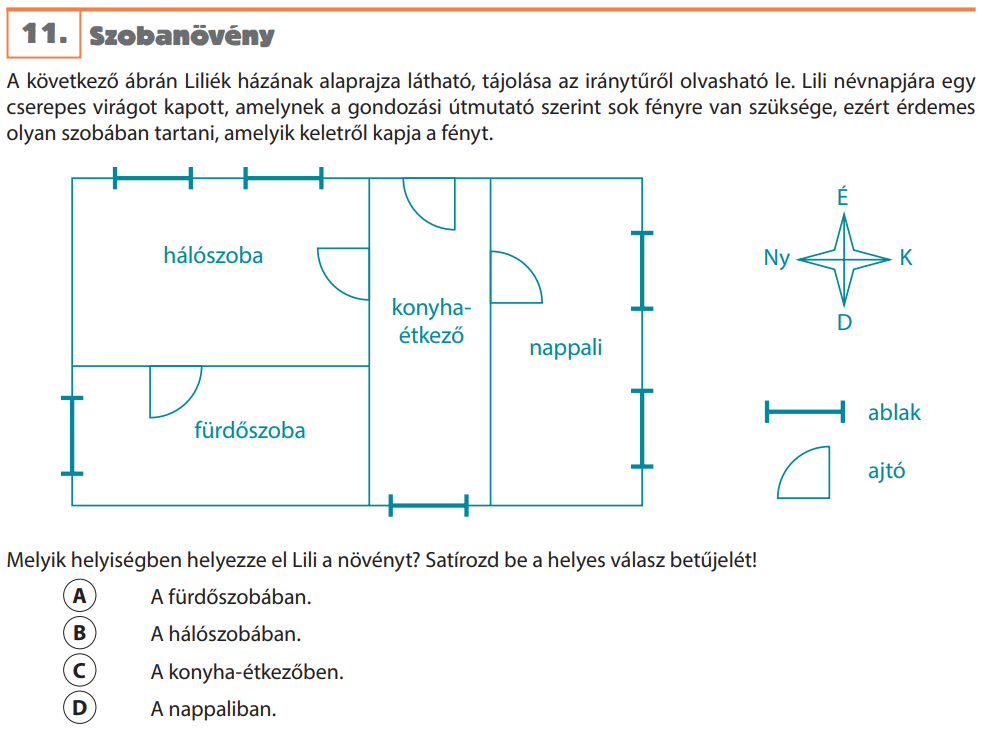 11. Szobanövény
A következő ábrán Liliék házának alaprajza látható, tájolása az iránytűről olvasható le. Lili névnapjára egy
cserepes virágot kapott, amelynek a gondozási útmutató szerint sok fényre van szüksége, ezért érdemes
olyan szobában tartani, amelyik keletről kapja a fényt.
hálószoba
konyha-
étkező
nappali
fürdőszoba
É
Ny
K
D
ablak
ajtó
Melyik helyiségben helyezze el Lili a növényt? Satírozd be a helyes válasz betűjelét!
A A fürdőszobában.
B A hálószobában.
C A konyha-étkezőben.
D A nappaliban.